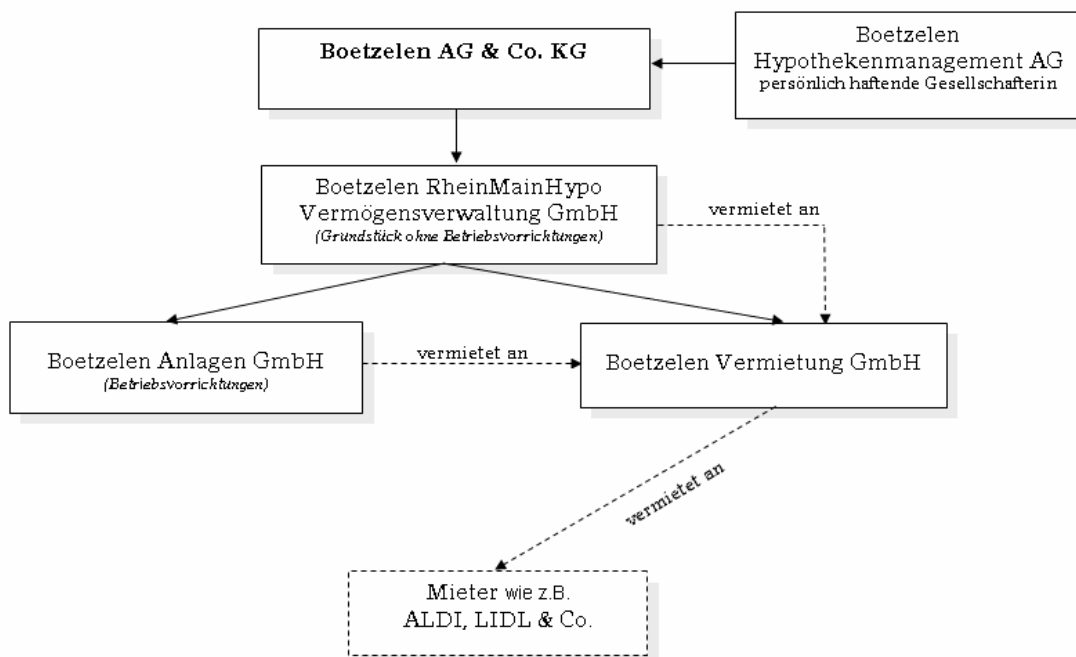 Boetzelen AG & Co. KG
Boetzelen
Hypothekenmanagement AG
persönlich haftende Gesellschafterin
Boetzelen RheinMainHypo
Vermögensverwaltung GmbH
(Grundstück ohne Betriebsvorrichtungen)
vermietet an
Boetzelen Anlagen GmbH
(Betriebsvorrichtungen)
vermietet an
Boetzelen Vermietung GmbH
vermietet an
Mieter wie z.B.
ALDI, LIDL & Co.